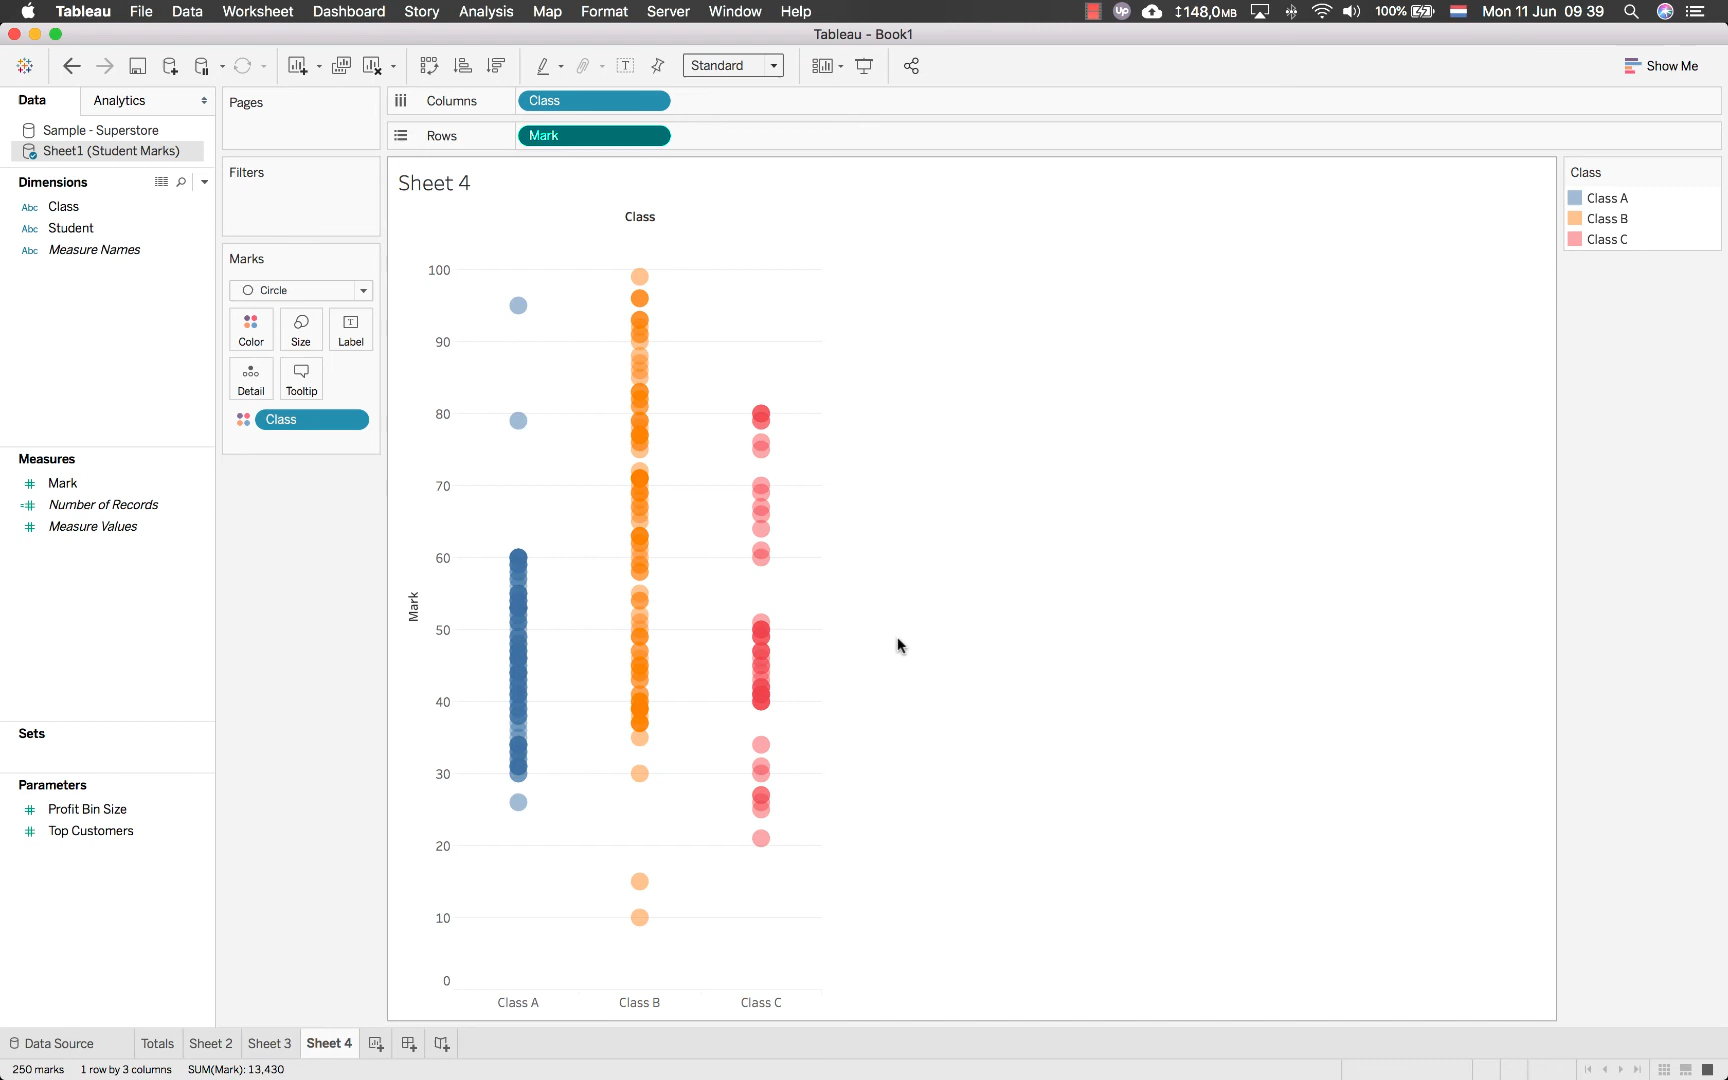 Tableau File Data Worksheet Dashboard Story Analysis Map Format Server Window Help
Up 148,0MB 100% Mon 11 Jun 09 39
Tableau - Book1
Standard
Show Me
Data Analytics
Sample - Superstore
Sheet1 (Student Marks)
Dimensions
Abc Class
Abc Student
Abc Measure Names
Measures
# Mark
=# Number of Records
# Measure Values
Sets
Parameters
# Profit Bin Size
# Top Customers
Pages
Filters
Marks
Circle
Color Size Label
Detail Tooltip
Class
Columns Class
Rows Mark
Sheet 4
Class
100
90
80
70
60
50
40
30
20
10
0
Mark
Class A Class B Class C
Class
Class A
Class B
Class C
Data Source Totals Sheet 2 Sheet 3 Sheet 4
250 marks 1 row by 3 columns SUM(Mark): 13,430